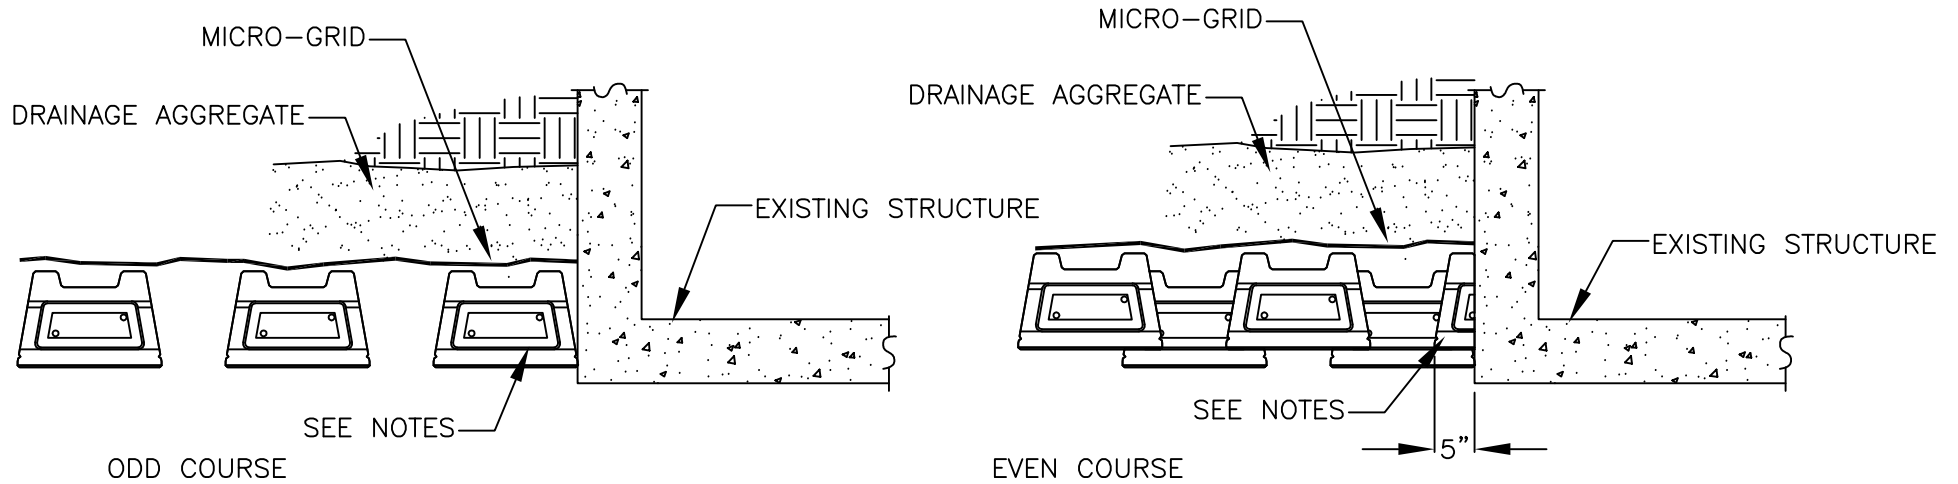 MICRO-GRID
DRAINAGE AGGREGATE
EXISTING STRUCTURE
SEE NOTES
ODD COURSE
MICRO-GRID
DRAINAGE AGGREGATE
EXISTING STRUCTURE
SEE NOTES
5"
EVEN COURSE